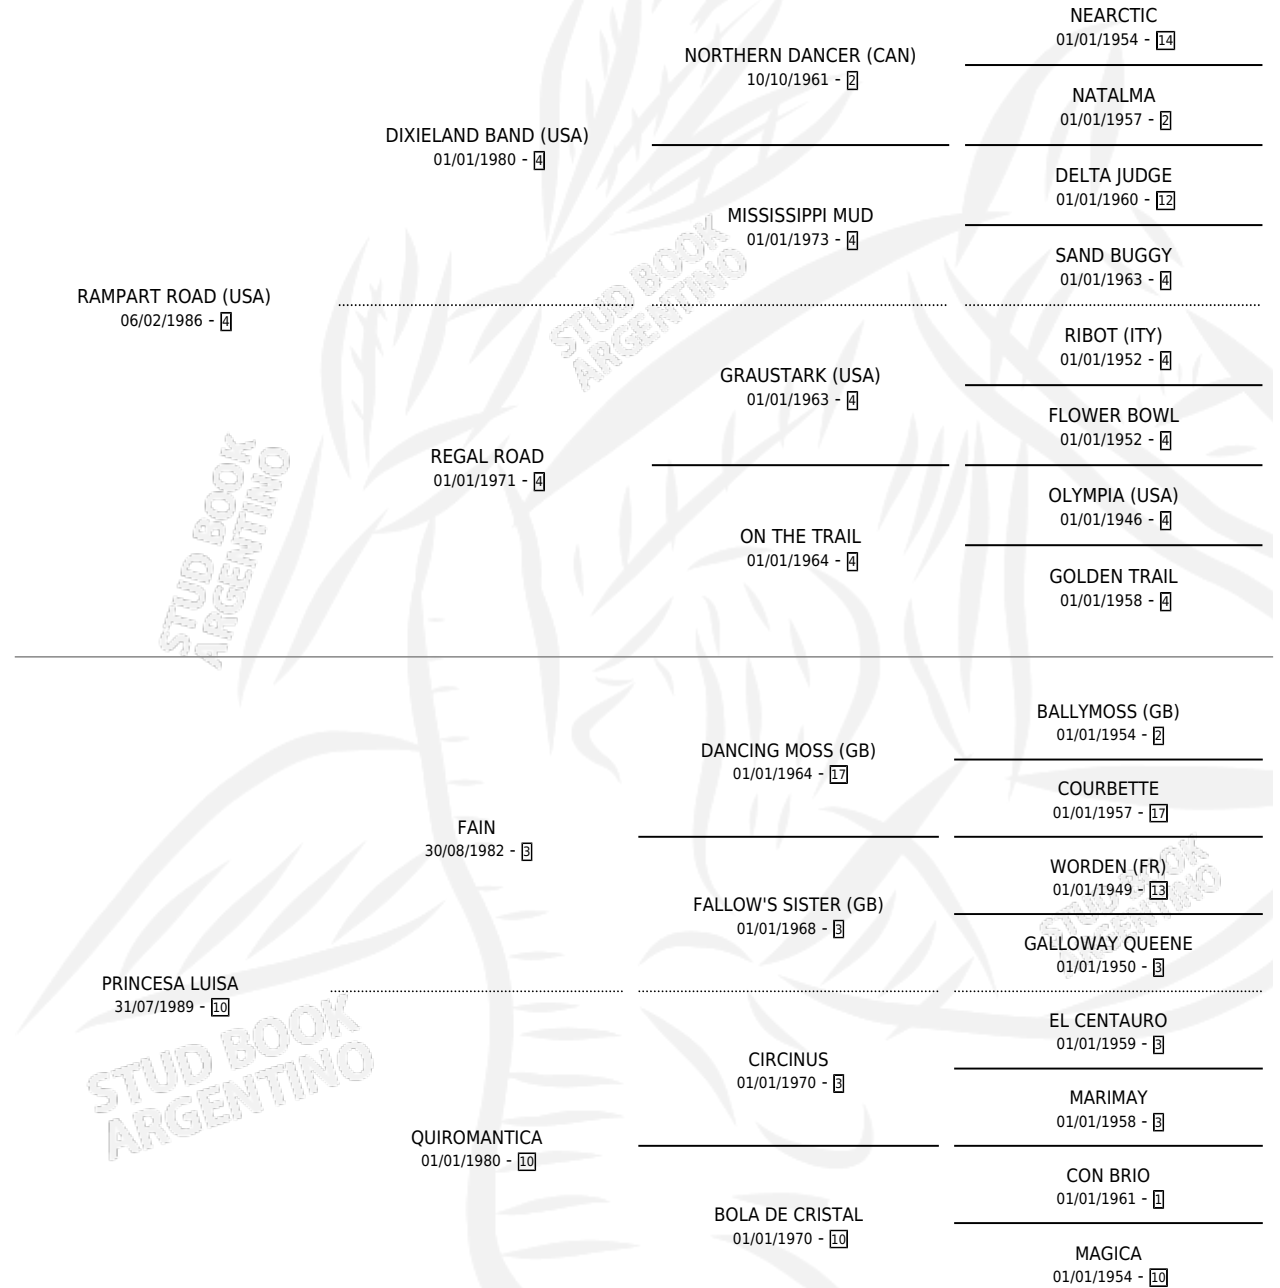 NEARCTIC
01/01/1954 - 14
NORTHERN DANCER (CAN)
10/10/1961 - 2
NATALMA
01/01/1957 - 2
DIXIELAND BAND (USA)
01/01/1980 - 4
DELTA JUDGE
01/01/1960 - 12
MISSISSIPPI MUD
01/01/1973 - 4
SAND BUGGY
01/01/1963 - 4
RAMPART ROAD (USA)
06/02/1986 - 4
RIBOT (ITY)
01/01/1952 - 4
GRAUSTARK (USA)
01/01/1963 - 4
FLOWER BOWL
01/01/1952 - 4
REGAL ROAD
01/01/1971 - 4
OLYMPIA (USA)
01/01/1946 - 4
ON THE TRAIL
01/01/1964 - 4
GOLDEN TRAIL
01/01/1958 - 4
BALLYMOSS (GB)
01/01/1954 - 2
DANCING MOSS (GB)
01/01/1964 - 17
COURBETTE
01/01/1957 - 17
FAIN
30/08/1982 - 3
WORDEN (FR)
01/01/1949 - 13
FALLOW'S SISTER (GB)
01/01/1968 - 3
GALLOWAY QUEENE
01/01/1950 - 3
PRINCESA LUISA
31/07/1989 - 10
EL CENTAURO
01/01/1959 - 3
CIRCINUS
01/01/1970 - 3
MARIMAY
01/01/1958 - 3
QUIROMANTICA
01/01/1980 - 10
CON BRIO
01/01/1961 - 1
BOLA DE CRISTAL
01/01/1970 - 10
MAGICA
01/01/1954 - 10
STUD BOOK
ARGENTINO
STUD BOOK
ARGENTINO
STUD BOOK
ARGENTINO
STUD BOOK
ARGENTINO